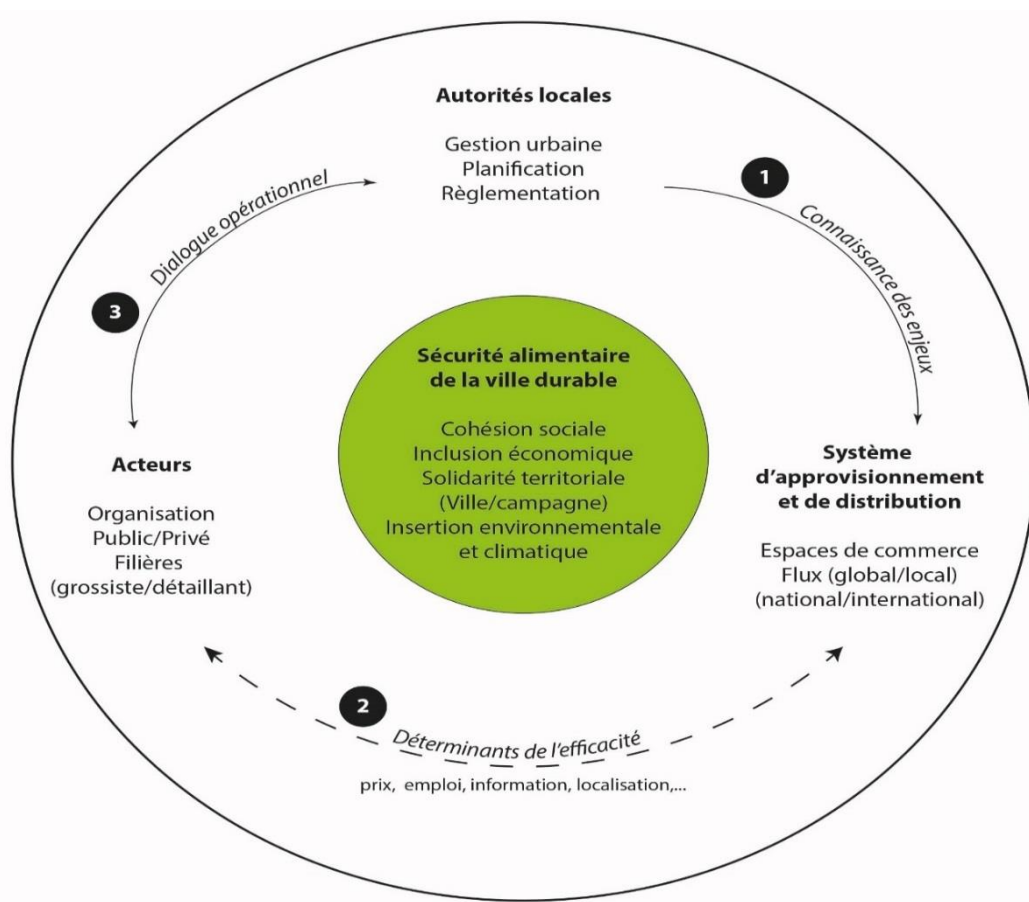 Autorités locales
Gestion urbaine
Planification
Règlementation
1
Connaissance des enjeux
Dialogue opérationnel
3
Sécurité alimentaire
de la ville durable
Cohésion sociale
Inclusion économique
Solidarité territoriale
(Ville/campagne)
Insertion environnementale
et climatique
Acteurs
Organisation
Public/Privé
Filières
(grossiste/détaillant)
Système
d'approvisionnement
et de distribution
Espaces de commerce
Flux (global/local)
(national/international)
2
Déterminants de l'efficacité
prix, emploi, information, localisation,...